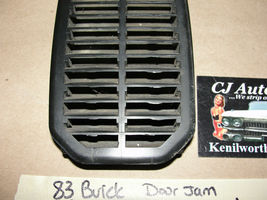 CJ Auto
..We strip o
Kenilworth
83 Buick Door Jam